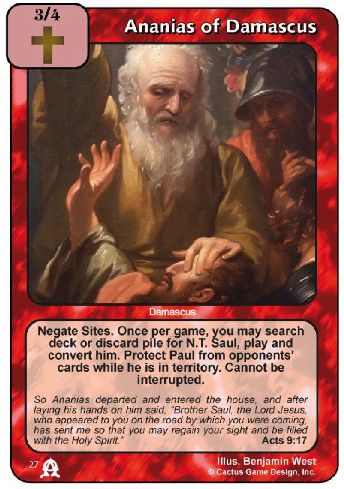 3/4
Ananias of Damascus
Damascus
Negate Sites. Once per game, you may search
deck or discard pile for N.T. Saul, play and
convert him. Protect Paul from opponents'
cards while he is in territory. Cannot be
interrupted.
So Ananias departed and entered the house, and after
laying his hands on him said, "Brother Saul, the Lord Jesus,
who appeared to you on the road by which you were coming,
has sent me so that you may regain your sight and be filled
with the Holy Spirit." Acts 9:17
27
Illus. Benjamin West
© Cactus Game Design, Inc.